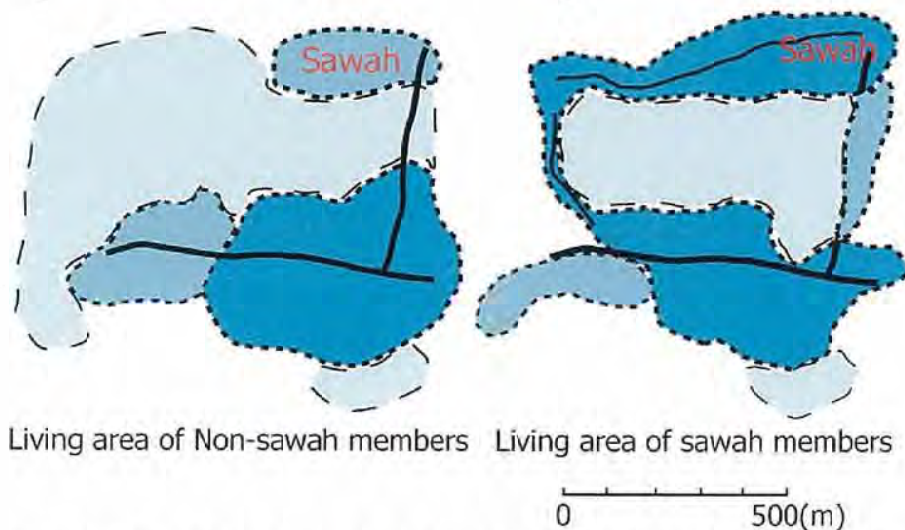 Sawah
Sawah
Living area of Non-sawah members
Living area of sawah members
0
500(m)